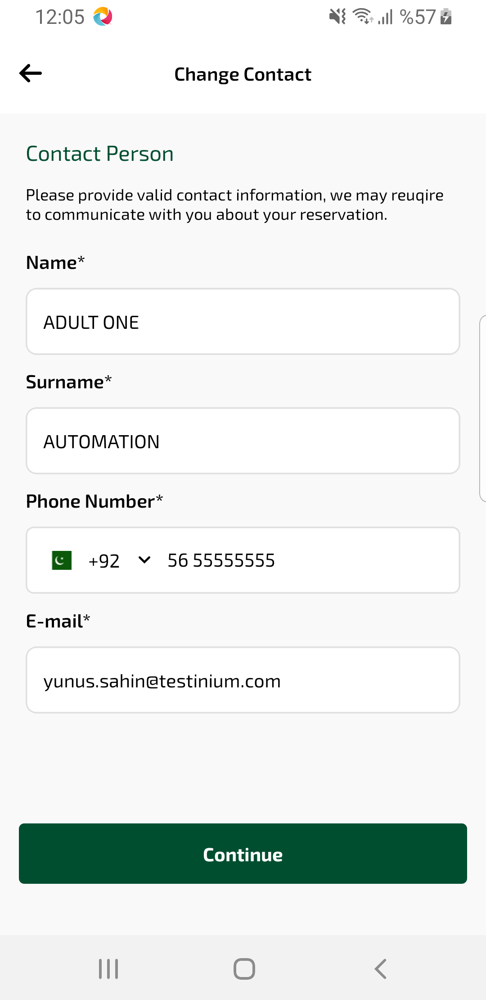 12:05
%57
Change Contact
Contact Person
Please provide valid contact information, we may reuqire
to communicate with you about your reservation.
Name*
ADULT ONE
Surname*
AUTOMATION
Phone Number*
+92
56 55555555
E-mail*
yunus.sahin@testinium.com
Continue